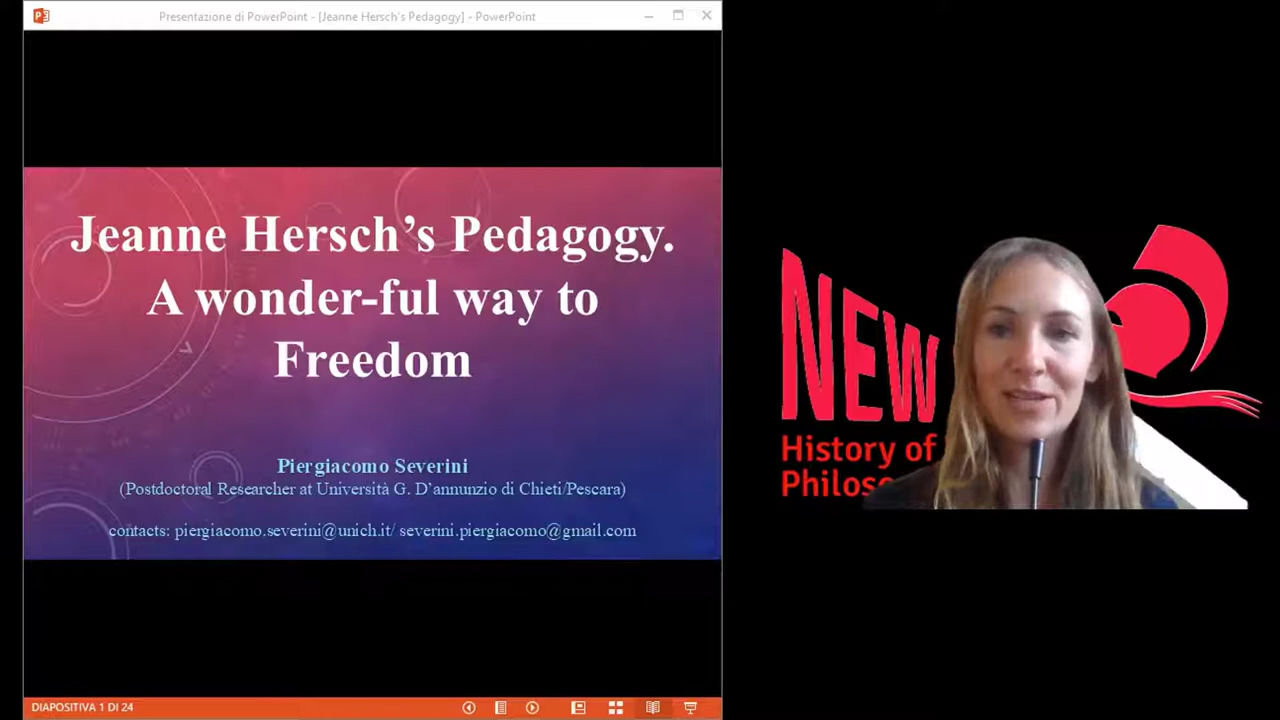 Presentazione di PowerPoint - [Jeanne Hersch's Pedagogy] - PowerPoint
Jeanne Hersch’s Pedagogy.
A wonder-ful way to
Freedom
Piergiacomo Severini
(Postdoctoral Researcher at Università G. D’annunzio di Chieti/Pescara)
contacts: piergiacomo.severini@unich.it/ severini.piergiacomo@gmail.com
DIAPOSITIVA 1 DI 24
NEW
History of